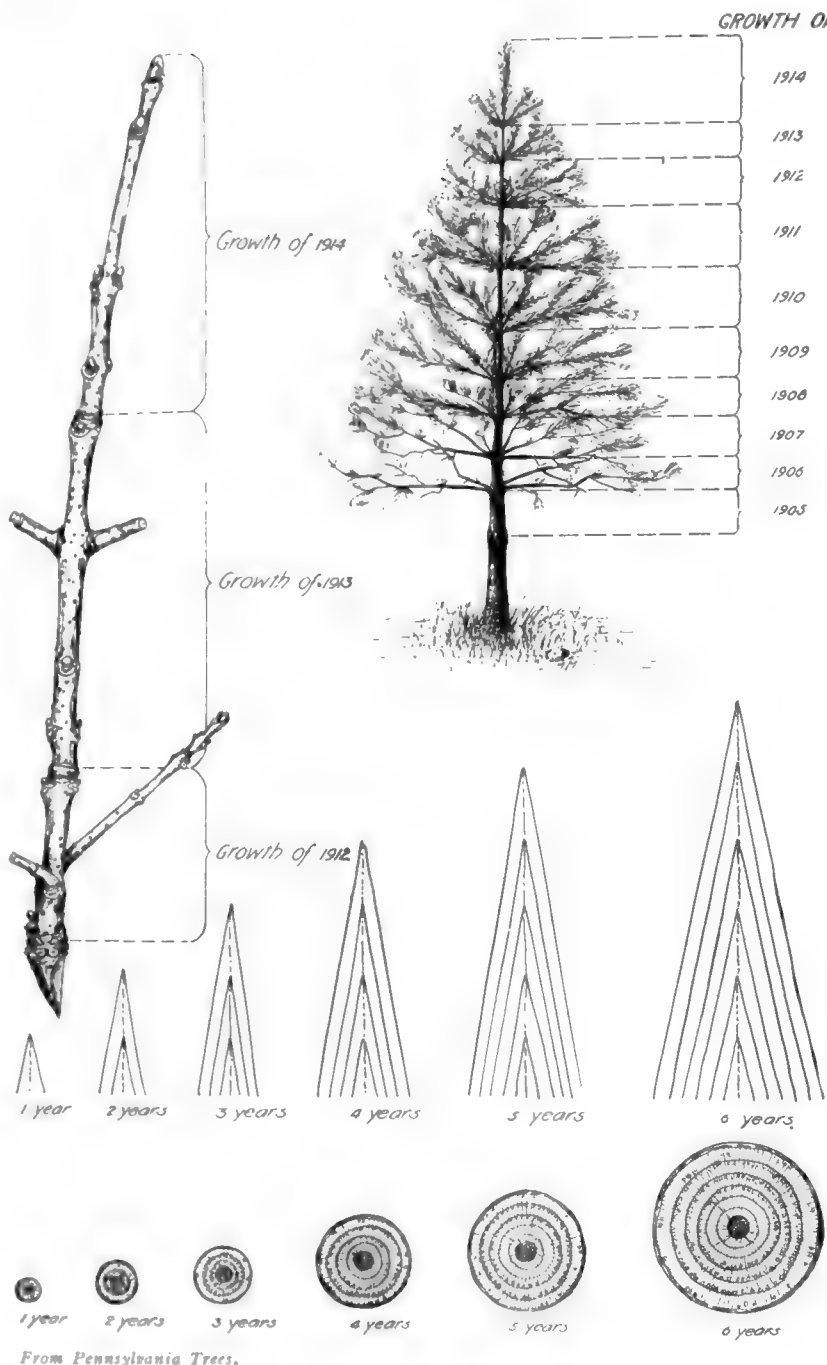 GROWTH OF
1914
1913
1912
1911
1910
1909
1908
1907
1906
1905
Growth of 1914
Growth of 1913
Growth of 1912
1 year
2 years
3 years
4 years
5 years
6 years.
1 year
2 years
3 years
4 years
5 years
6 years
From Pennsylvania Trees.